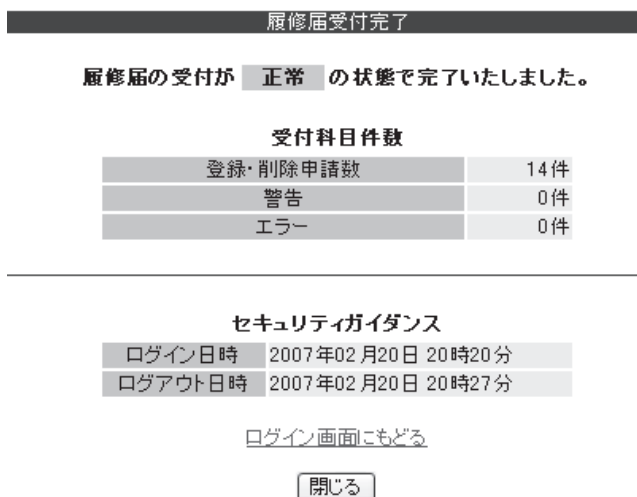 履修届受付完了
履修届の受付が 正常 の状態で完了いたしました。
受付科目件数
登録・削除申請数 14件
警告 0件
エラー 0件
セキュリティガイダンス
ログイン日時 2007年02月20日 20時20分
ログアウト日時 2007年02月20日 20時27分
ログイン画面にもどる
閉じる